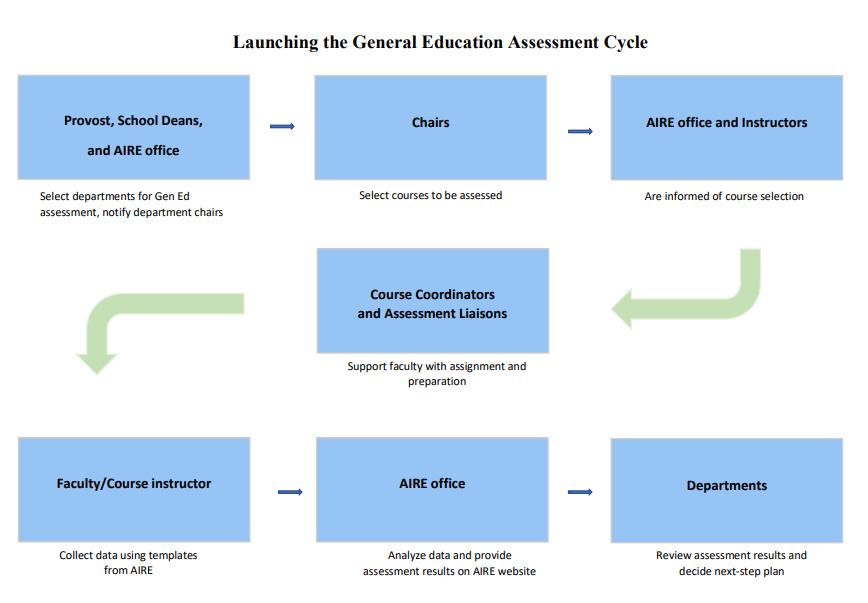 Launching the General Education Assessment Cycle
Provost, School Deans,
and AIRE office
Select departments for Gen Ed
assessment, notify department chairs
Chairs
Select courses to be assessed
AIRE office and Instructors
Are informed of course selection
Course Coordinators
and Assessment Liaisons
Support faculty with assignment and
preparation
Faculty/Course instructor
Collect data using templates
from AIRE
AIRE office
Analyze data and provide
assessment results on AIRE website
Departments
Review assessment results and
decide next-step plan